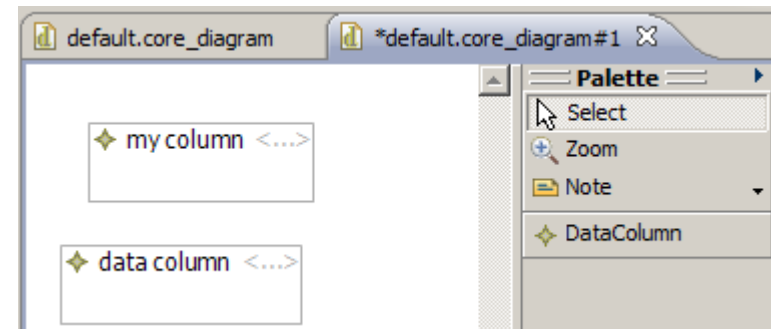 default.core_diagram
*default.core_diagram#1
Palette
Select
my column <...>
Zoom
Note
DataColumn
data column <...>